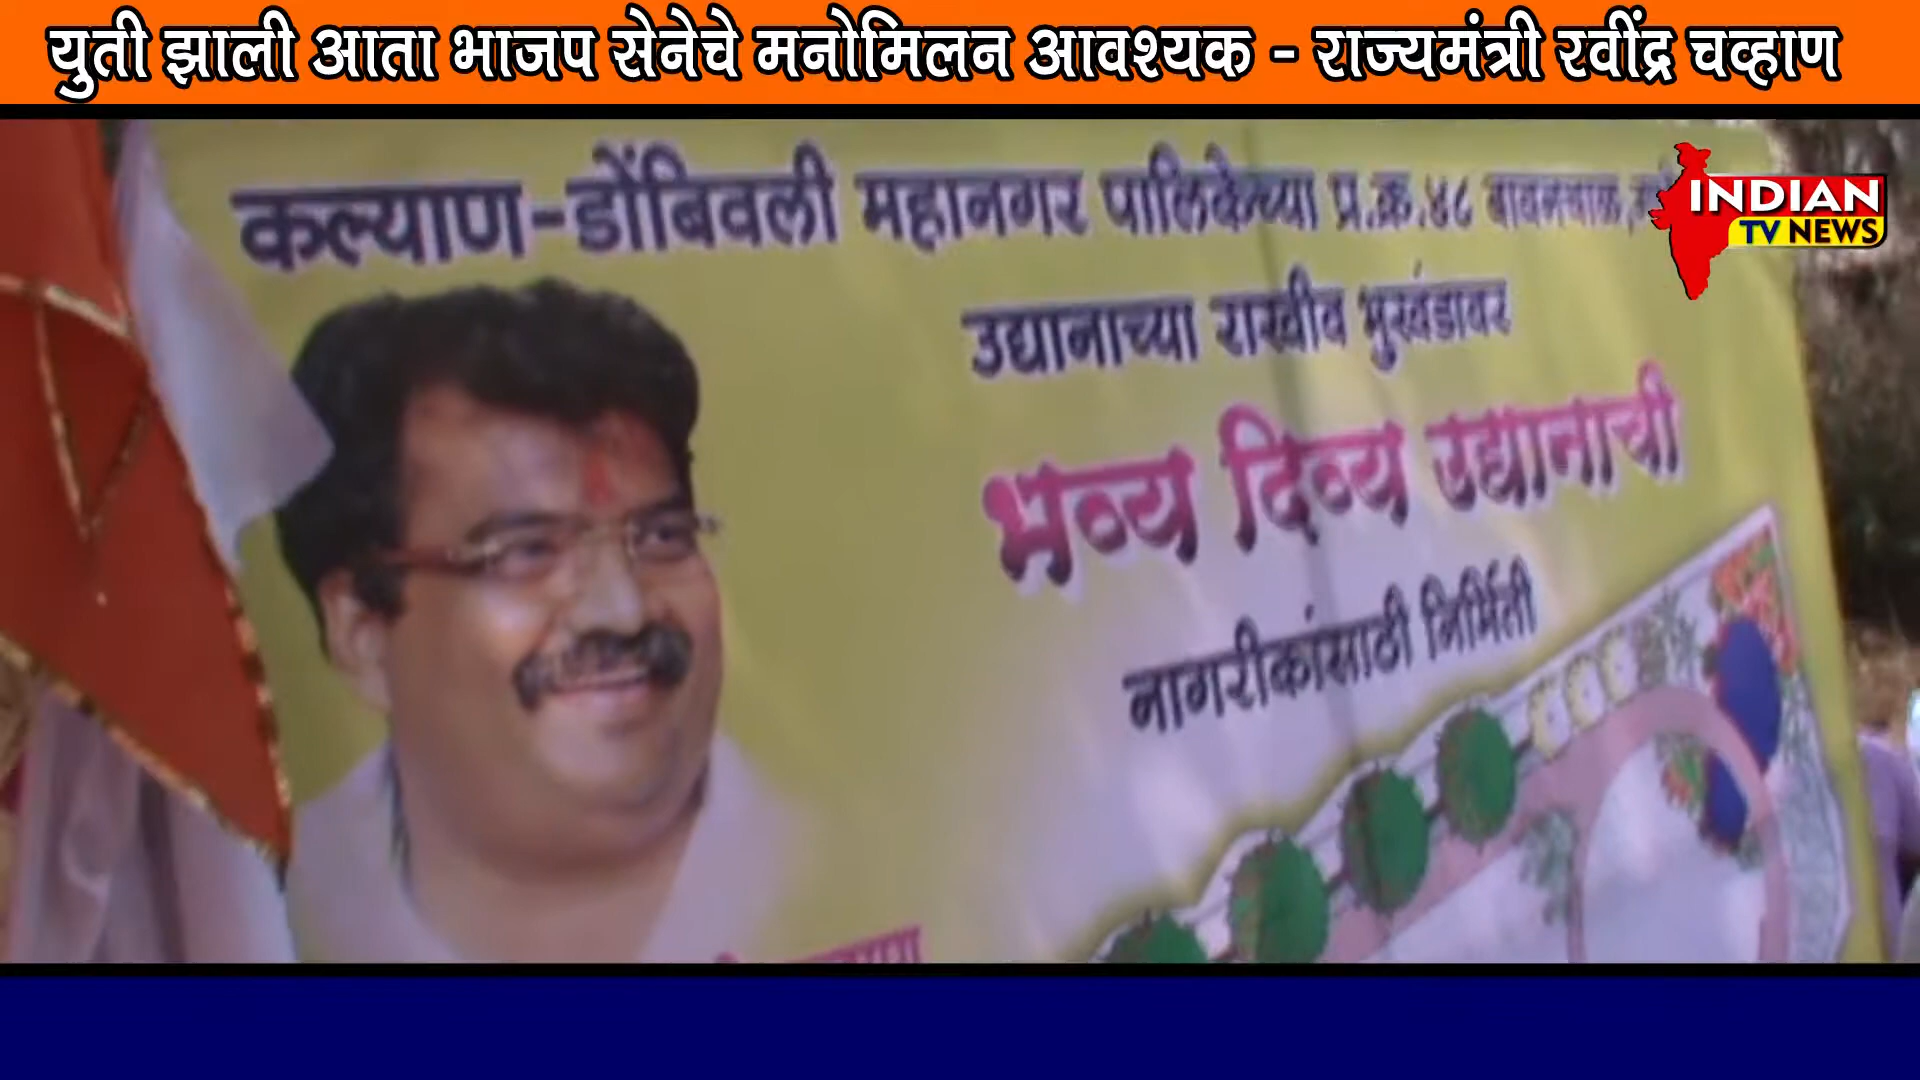 युती झाली आता भाजप सेनेचे मनोमिलन आवश्यक - राज्यमंत्री रवींद्र चव्हाण
INDIAN
TV NEWS
कल्याण-डोंबिवली महानगर पालिकेच्या प्र.क्र.४८
उद्यानाच्या राखीव भुखंडावर
भव्य दिव्य उद्यानाची
नागरीकांसाठी निर्मिती